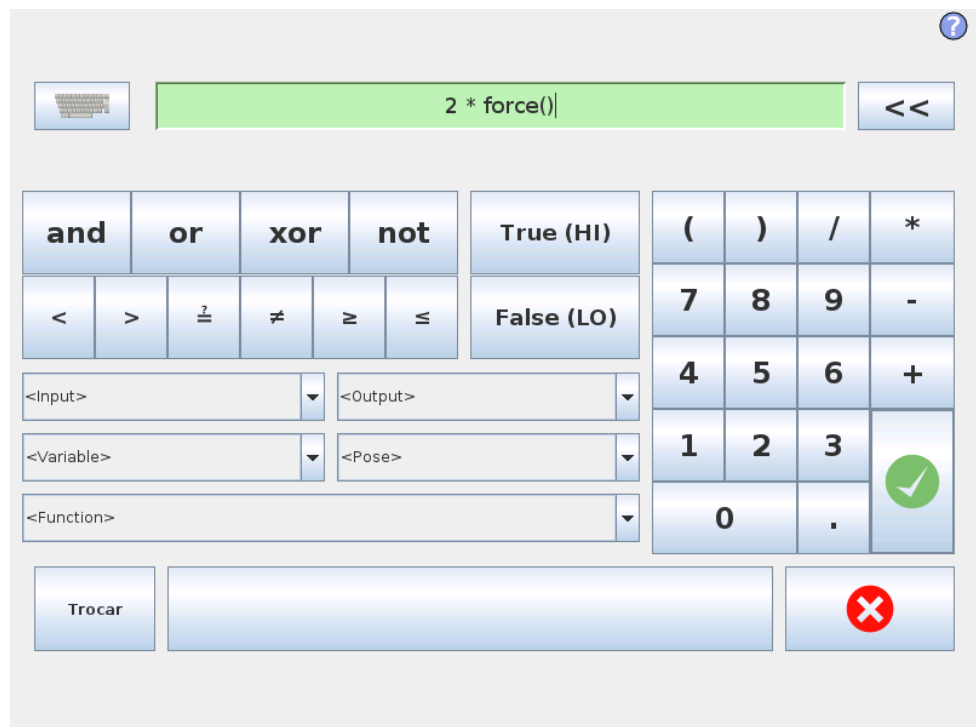 ?
2 * force()
<<
and or xor not True (HI) ( ) / *
7 8 9 -
< > ≟ ≠ ≥ ≤ False (LO)
4 5 6 +
<Input> <Output>
1 2 3
<Variable> <Pose>
0 .
<Function>
Trocar